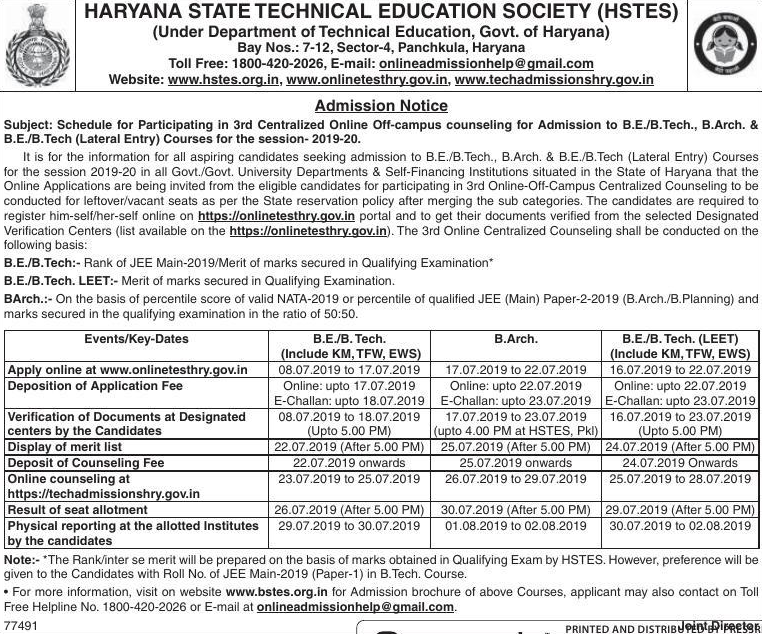 HARYANA STATE TECHNICAL EDUCATION SOCIETY (HSTES)
(Under Department of Technical Education, Govt. of Haryana)
Bay Nos.: 7-12, Sector-4, Panchkula, Haryana
Toll Free: 1800-420-2026, E-mail: onlineadmissionhelp@gmail.com
Website: www.hstes.org.in, www.onlinetesthry.gov.in, www.techadmissionshry.gov.in
Admission Notice
Subject: Schedule for Participating in 3rd Centralized Online Off-campus counseling for Admission to B.E./B.Tech., B.Arch. &
B.E./B.Tech (Lateral Entry) Courses for the session- 2019-20.
It is for the information for all aspiring candidates seeking admission to B.E./B.Tech., B.Arch. & B.E./B.Tech (Lateral Entry) Courses
for the session 2019-20 in all Govt./Govt. University Departments & Self-Financing Institutions situated in the State of Haryana that the
Online Applications are being invited from the eligible candidates for participating in 3rd Online-Off-Campus Centralized Counseling to be
conducted for leftover/vacant seats as per the State reservation policy after merging the sub categories. The candidates are required to
register him-self/her-self online on https://onlinetesthry.gov.in portal and to get their documents verified from the selected Designated
Verification Centers (list available on the https://onlinetesthry.gov.in). The 3rd Online Centralized Counseling shall be conducted on the
following basis:
B.E./B.Tech:- Rank of JEE Main-2019/Merit of marks secured in Qualifying Examination*
B.E./B.Tech. LEET:- Merit of marks secured in Qualifying Examination.
BArch.:- On the basis of percentile score of valid NATA-2019 or percentile of qualified JEE (Main) Paper-2-2019 (B.Arch./B.Planning) and
marks secured in the qualifying examination in the ratio of 50:50.
Events/Key-Dates B.E./B. Tech. B.Arch. B.E./B. Tech. (LEET)
(Include KM, TFW, EWS) (Include KM, TFW, EWS)
Apply online at www.onlinetesthry.gov.in 08.07.2019 to 17.07.2019 17.07.2019 to 22.07.2019 16.07.2019 to 22.07.2019
Deposition of Application Fee Online: upto 17.07.2019 Online: upto 22.07.2019 Online: upto 22.07.2019
E-Challan: upto 18.07.2019 E-Challan: upto 23.07.2019 E-Challan: upto 23.07.2019
Verification of Documents at Designated 08.07.2019 to 18.07.2019 17.07.2019 to 23.07.2019 16.07.2019 to 23.07.2019
centers by the Candidates (Upto 5.00 PM) (upto 4.00 PM at HSTES, Pkl) (Upto 5.00 PM)
Display of merit list 22.07.2019 (After 5.00 PM) 25.07.2019 (After 5.00 PM) 24.07.2019 (After 5.00 PM)
Deposit of Counseling Fee 22.07.2019 onwards 25.07.2019 onwards 24.07.2019 Onwards
Online counseling at 23.07.2019 to 25.07.2019 26.07.2019 to 29.07.2019 25.07.2019 to 28.07.2019
https://techadmissionshry.gov.in
Result of seat allotment 26.07.2019 (After 5.00 PM) 30.07.2019 (After 5.00 PM) 29.07.2019 (After 5.00 PM)
Physical reporting at the allotted Institutes 29.07.2019 to 30.07.2019 01.08.2019 to 02.08.2019 30.07.2019 to 02.08.2019
by the candidates
Note:- *The Rank/inter se merit will be prepared on the basis of marks obtained in Qualifying Exam by HSTES. However, preference will be
given to the Candidates with Roll No. of JEE Main-2019 (Paper-1) in B.Tech. Course.
• For more information, visit on website www.bstes.org.in for Admission brochure of above Courses, applicant may also contact on Toll
Free Helpline No. 1800-420-2026 or E-mail at onlineadmissionhelp@gmail.com.
77491 Joint Director
PRINTED AND DISTRIBUTED BY PRESSR